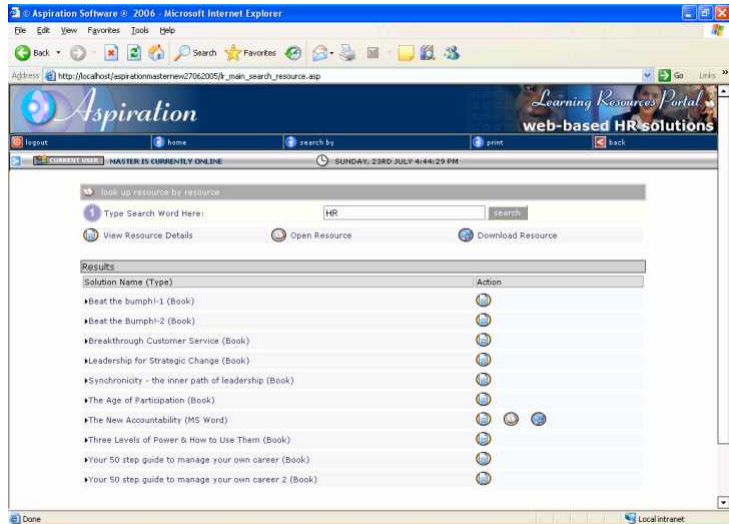 © Aspiration Software ® 2006 - Microsoft Internet Explorer
File Edit View Favorites Tools Help
Back Search Favorites
Address http://localhost/aspirationmasternew27062005/lr_main_search_resource.asp Go Links »
Aspiration Learning Resources Portal
web-based HR solutions
logout home search by print back
CURRENT USER MASTER IS CURRENTLY ONLINE SUNDAY, 23RD JULY 4:44:29 PM
look up resource by resource
1 Type Search Word Here: HR search
View Resource Details Open Resource Download Resource
Results
Solution Name (Type) Action
Beat the bumph!-1 (Book)
Beat the Bumph!-2 (Book)
Breakthrough Customer Service (Book)
Leadership for Strategic Change (Book)
Synchronicity - the inner path of leadership (Book)
The Age of Participation (Book)
The New Accountability (MS Word)
Three Levels of Power & How to Use Them (Book)
Your 50 step guide to manage your own career (Book)
Your 50 step guide to manage your own career 2 (Book)
Done Local intranet